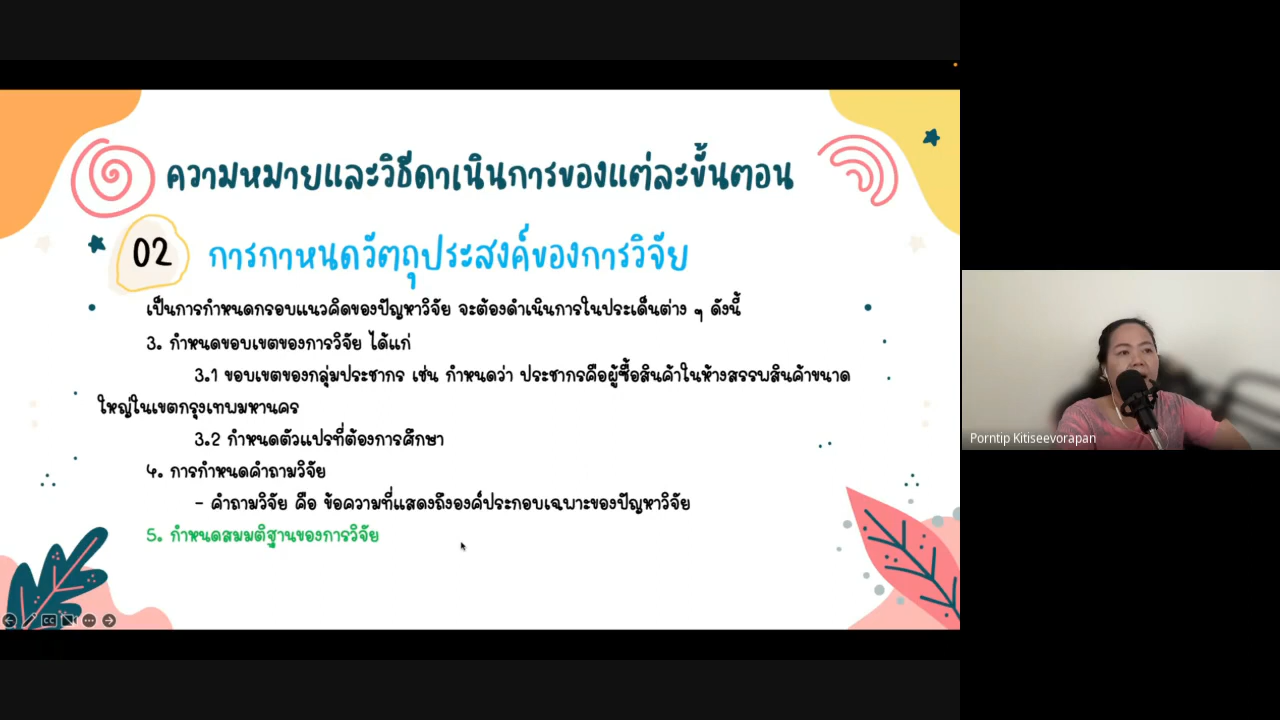 ความหมายและวิธีดาเนินการของแต่ละขั้นตอน
02 การกาหนดวัตถุประสงค์ของการวิจัย
เป็นการกำหนดกรอบแนวคิดของปัญหาวิจัย จะต้องดำเนินการในประเด็นต่าง ๆ ดังนี้
3. กำหนดขอบเขตของการวิจัย ได้แก่
3.1 ขอบเขตของกลุ่มประชากร เช่น กำหนดว่า ประชากรคือผู้ซื้อสินค้าในห้างสรรพสินค้าขนาด
ใหญ่ในเขตกรุงเทพมหานคร
3.2 กำหนดตัวแปรที่ต้องการศึกษา
4. การกำหนดคำถามวิจัย
- คำถามวิจัย คือ ข้อความที่แสดงถึงองค์ประกอบเฉพาะของปัญหาวิจัย
5. กำหนดสมมติฐานของการวิจัย
CC
Porntip Kitiseevorapan